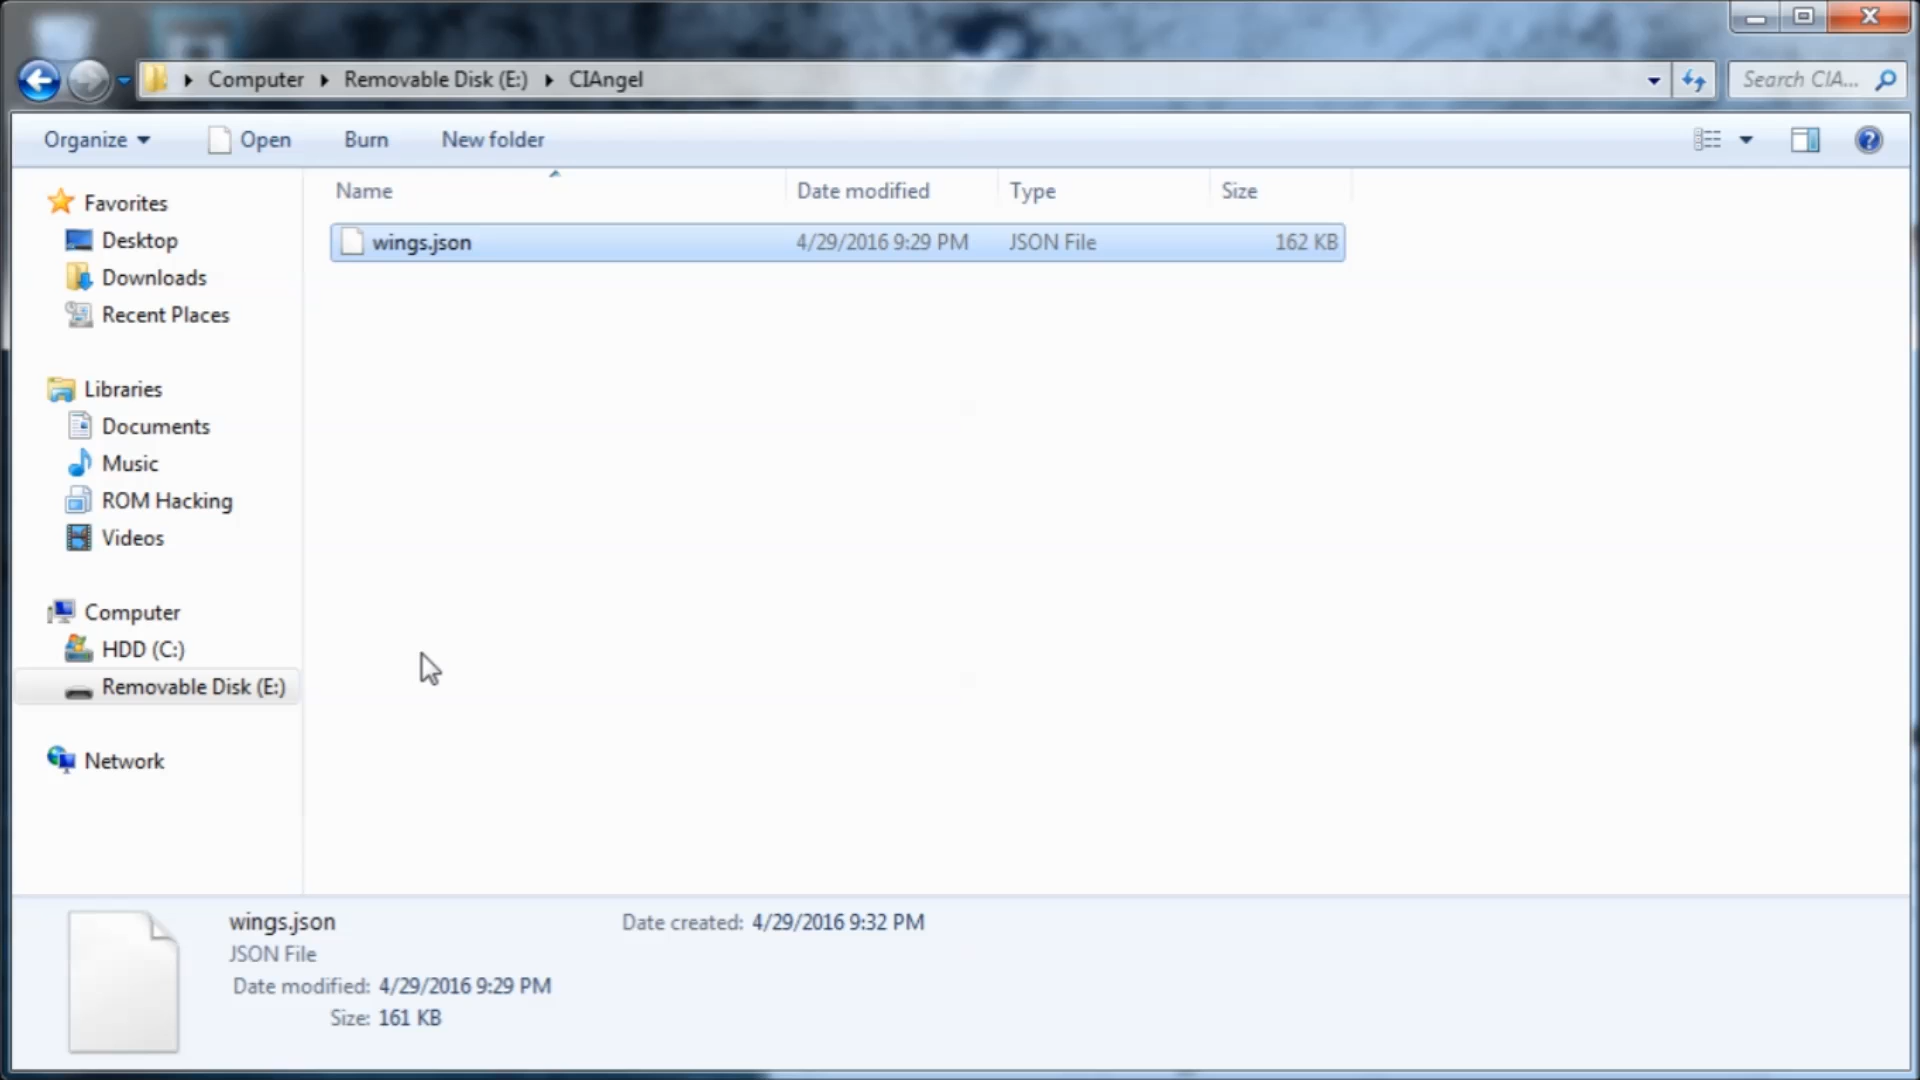 Computer Removable Disk (E:) CIAngel
Search CIA...
Organize Open Burn New folder
Name Date modified Type Size
wings.json 4/29/2016 9:29 PM JSON File 162 KB
Favorites
Desktop
Downloads
Recent Places
Libraries
Documents
Music
ROM Hacking
Videos
Computer
HDD (C:)
Removable Disk (E:)
Network
wings.json Date created: 4/29/2016 9:32 PM
JSON File
Date modified: 4/29/2016 9:29 PM
Size: 161 KB